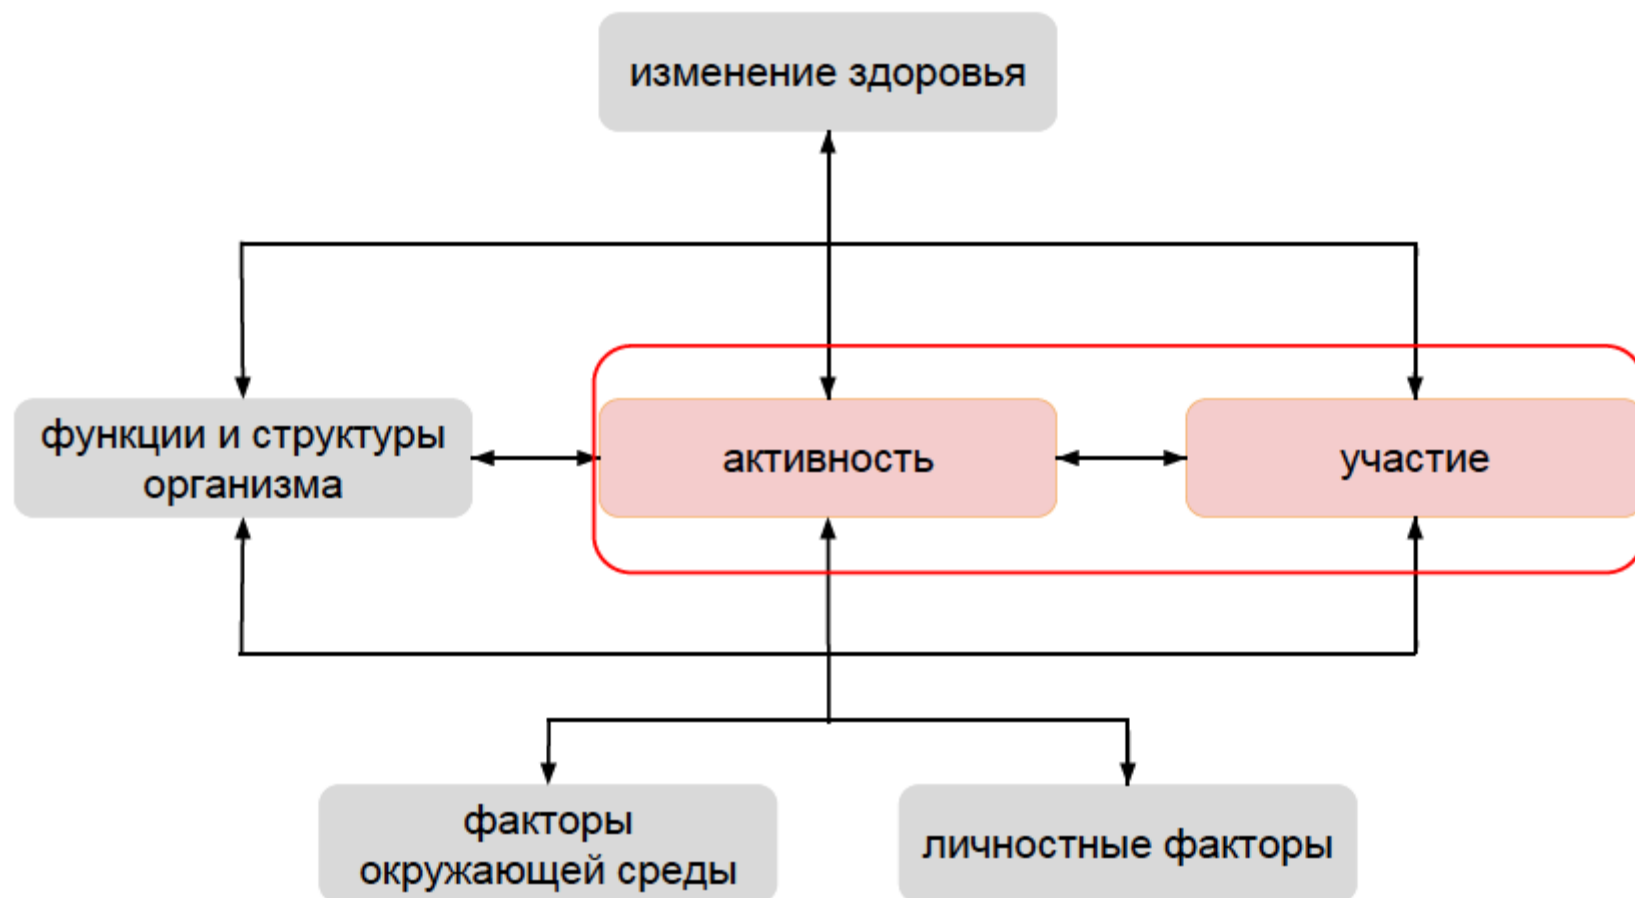 изменение здоровья
функции и структуры
организма
активность
участие
факторы
окружающей среды
личностные факторы